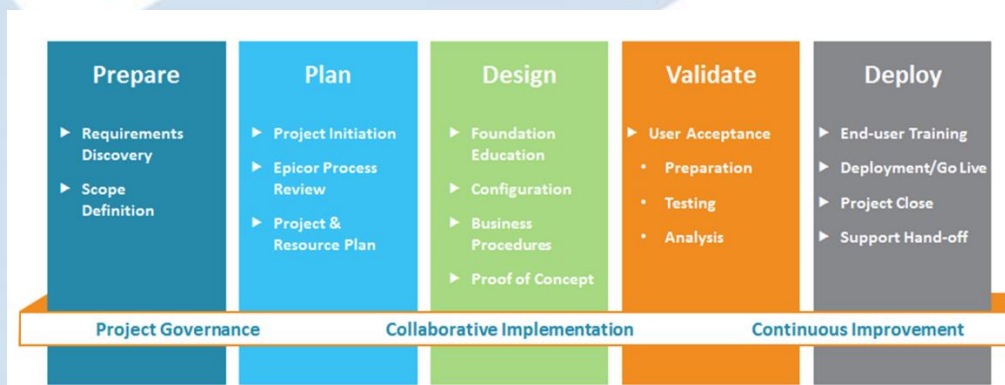 Prepare
Requirements
Discovery
Scope
Definition
Plan
Project Initiation
Epicor Process
Review
Project &
Resource Plan
Design
Foundation
Education
Configuration
Business
Procedures
Proof of Concept
Validate
User Acceptance
Preparation
Testing
Analysis
Deploy
End-user Training
Deployment/Go Live
Project Close
Support Hand-off
Project Governance
Collaborative Implementation
Continuous Improvement